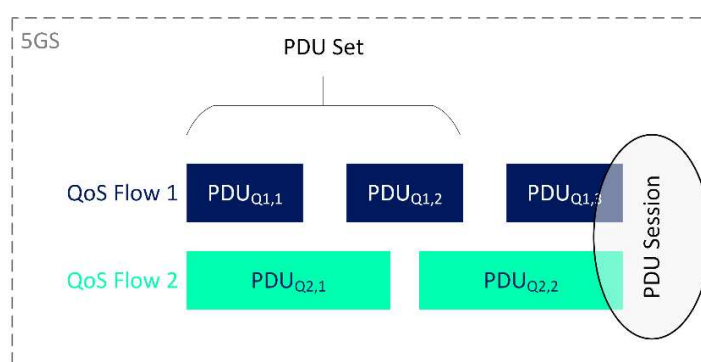 5GS
PDU Set
QoS Flow 1
PDUQ1,1
PDUQ1,2
PDUQ1,3
QoS Flow 2
PDUQ2,1
PDUQ2,2
PDU Session